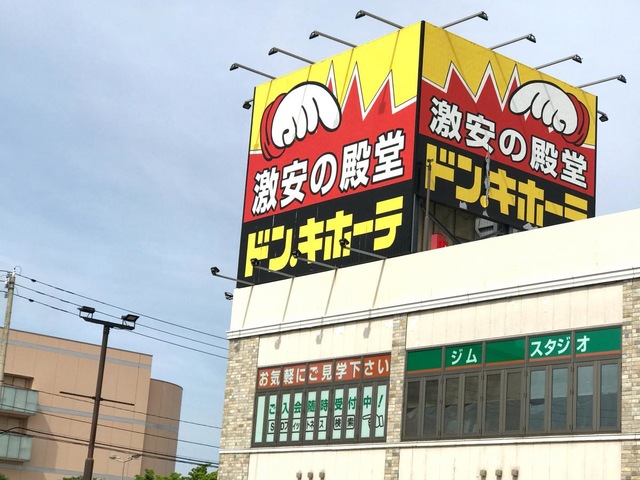 激安の殿堂
ドン.キホーテ
激安の殿堂
ドン.キホーテ
ジム スタジオ
お気軽にご見学下さい
ご入会随時受付中!
検索